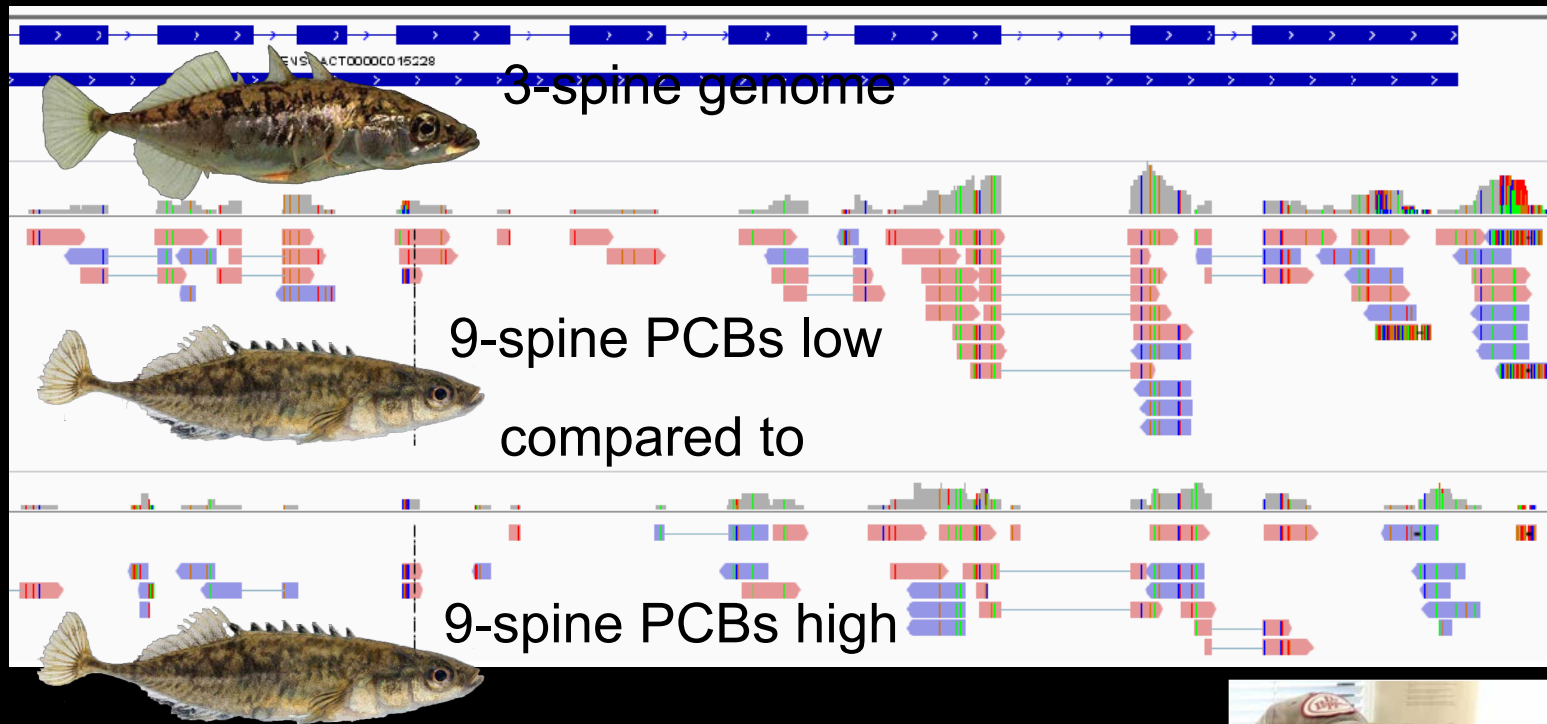 3-spine genome
9-spine PCBs low
compared to
9-spine PCBs high